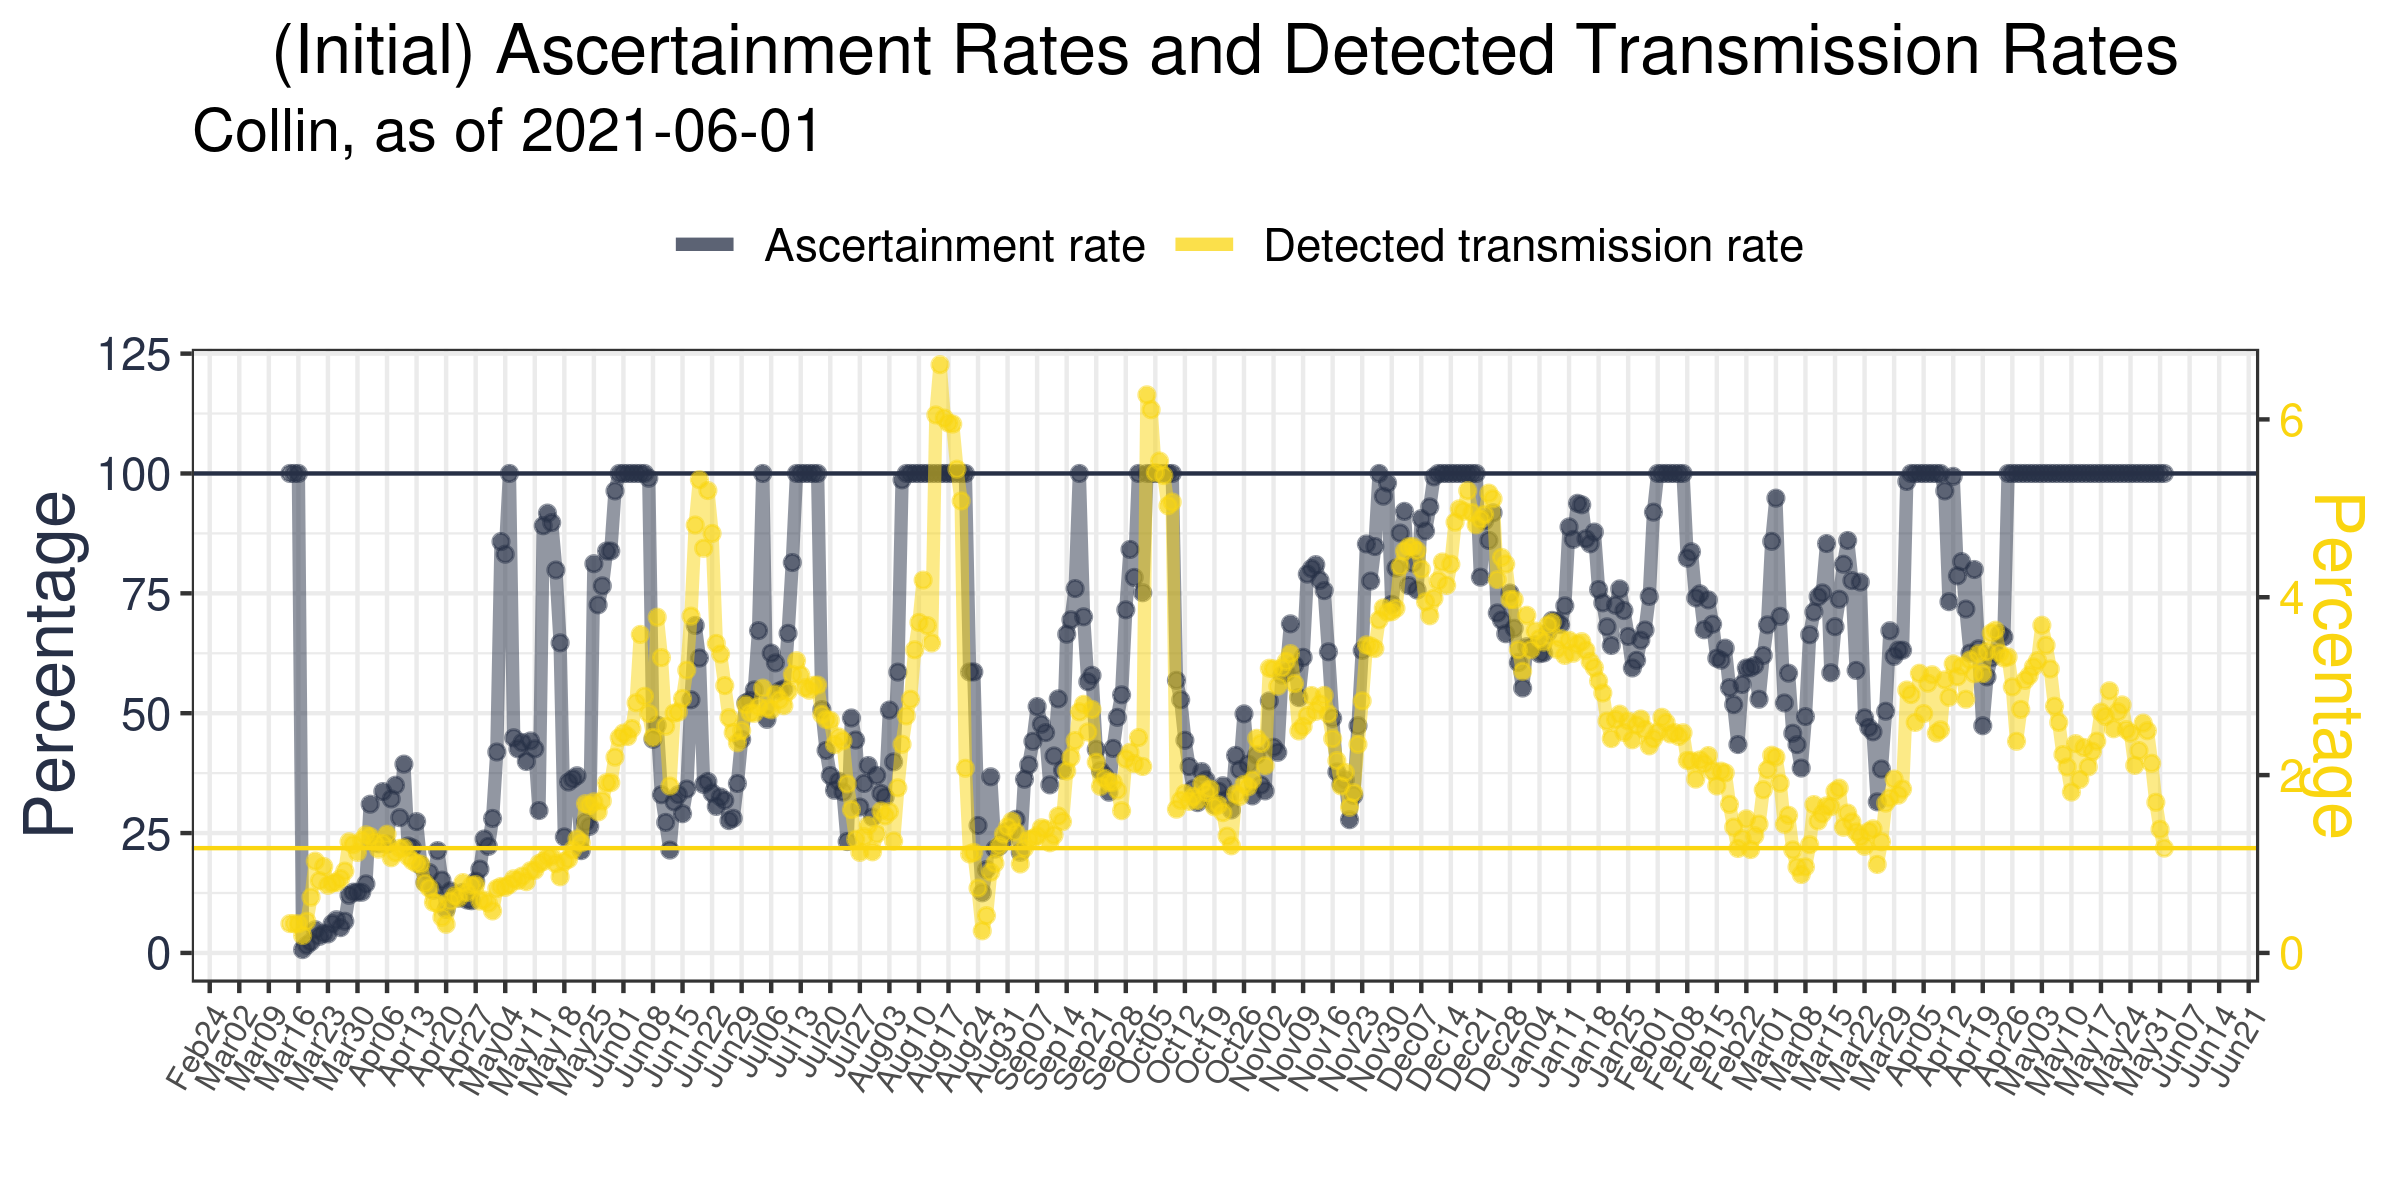 (Initial) Ascertainment Rates and Detected Transmission Rates
Collin, as of 2021-06-01
Ascertainment rate
Detected transmission rate
Percentage
125
100
75
50
25
0
6
4
2
0
Percentage
Feb24
Mar02
Mar09
Mar16
Mar23
Mar30
Apr06
Apr13
Apr20
Apr27
May04
May11
May18
May25
Jun01
Jun08
Jun15
Jun22
Jun29
Jul06
Jul13
Jul20
Jul27
Aug03
Aug10
Aug17
Aug24
Aug31
Sep07
Sep14
Sep21
Sep28
Oct05
Oct12
Oct19
Oct26
Nov02
Nov09
Nov16
Nov23
Nov30
Dec07
Dec14
Dec21
Dec28
Jan04
Jan11
Jan18
Jan25
Feb01
Feb08
Feb15
Feb22
Mar01
Mar08
Mar15
Mar22
Mar29
Apr05
Apr12
Apr19
Apr26
May03
May10
May17
May24
May31
Jun07
Jun14
Jun21